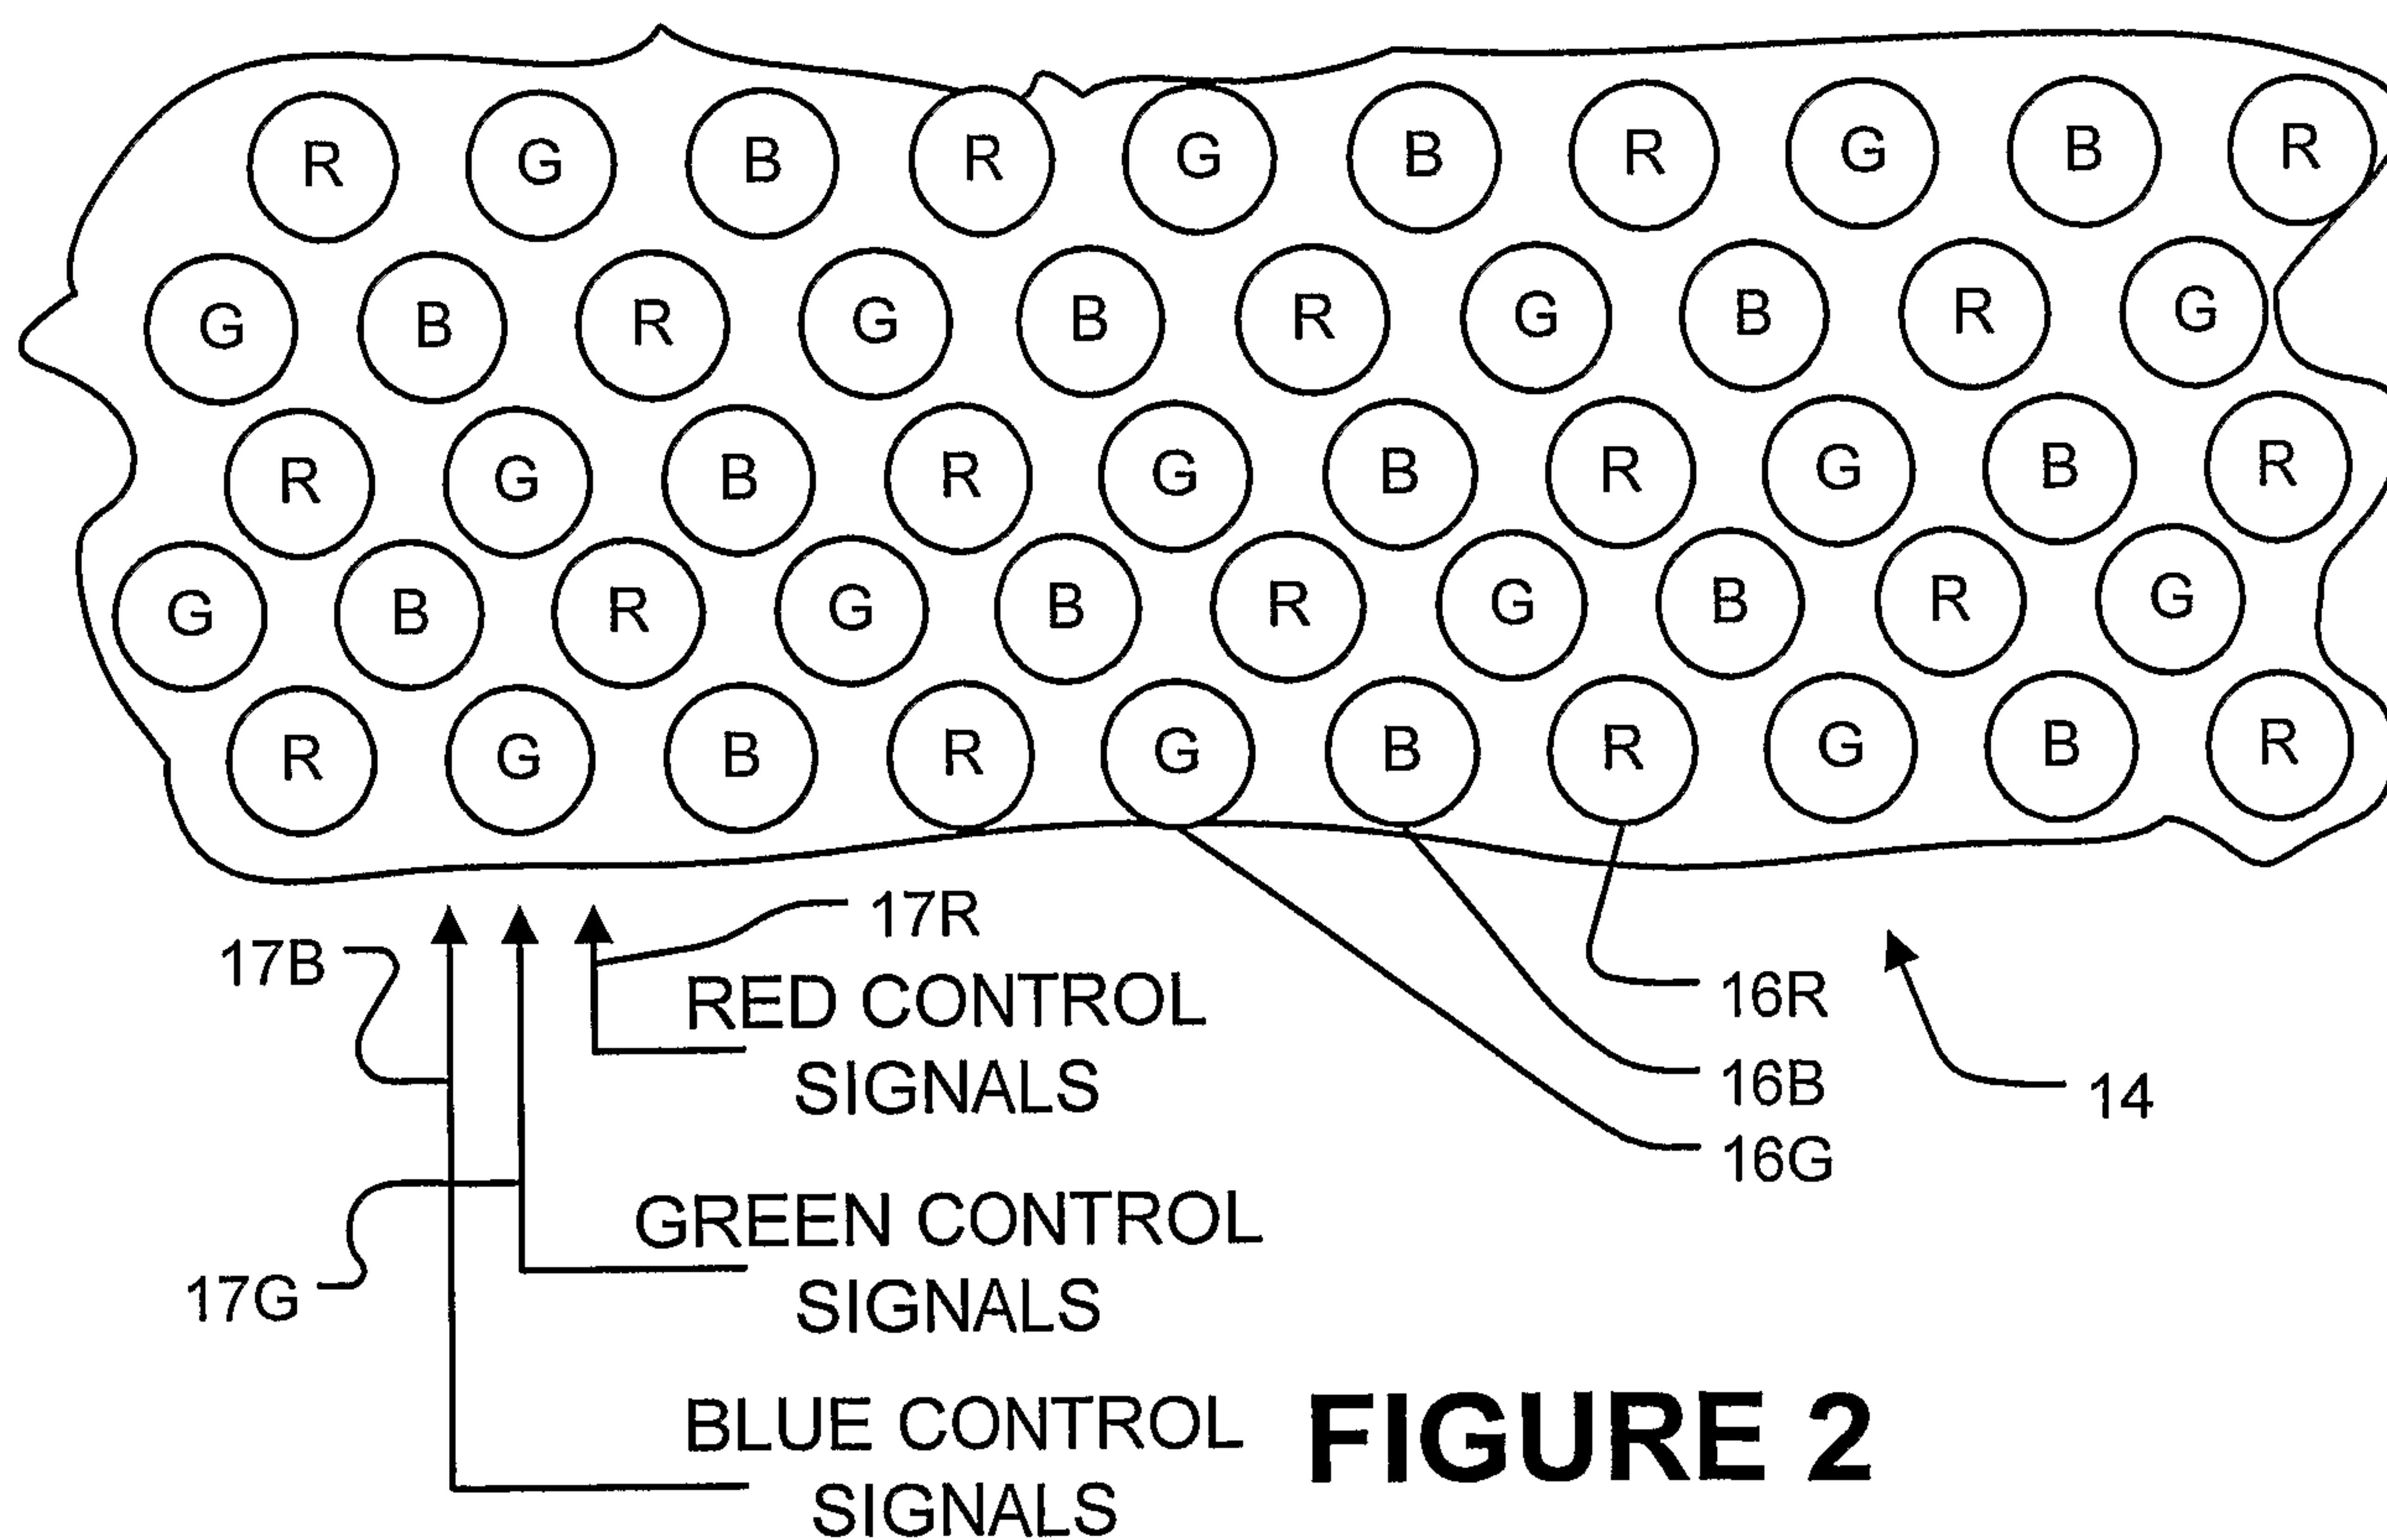 R G B R G B R G B R
G B R G B R G B R G
R G B R G B R G B R
G B R G B R G B R G
R G B R G B R G B R
17R
17B
RED CONTROL
SIGNALS
16R
16B
14
16G
GREEN CONTROL
SIGNALS
17G
BLUE CONTROL
SIGNALS
FIGURE 2